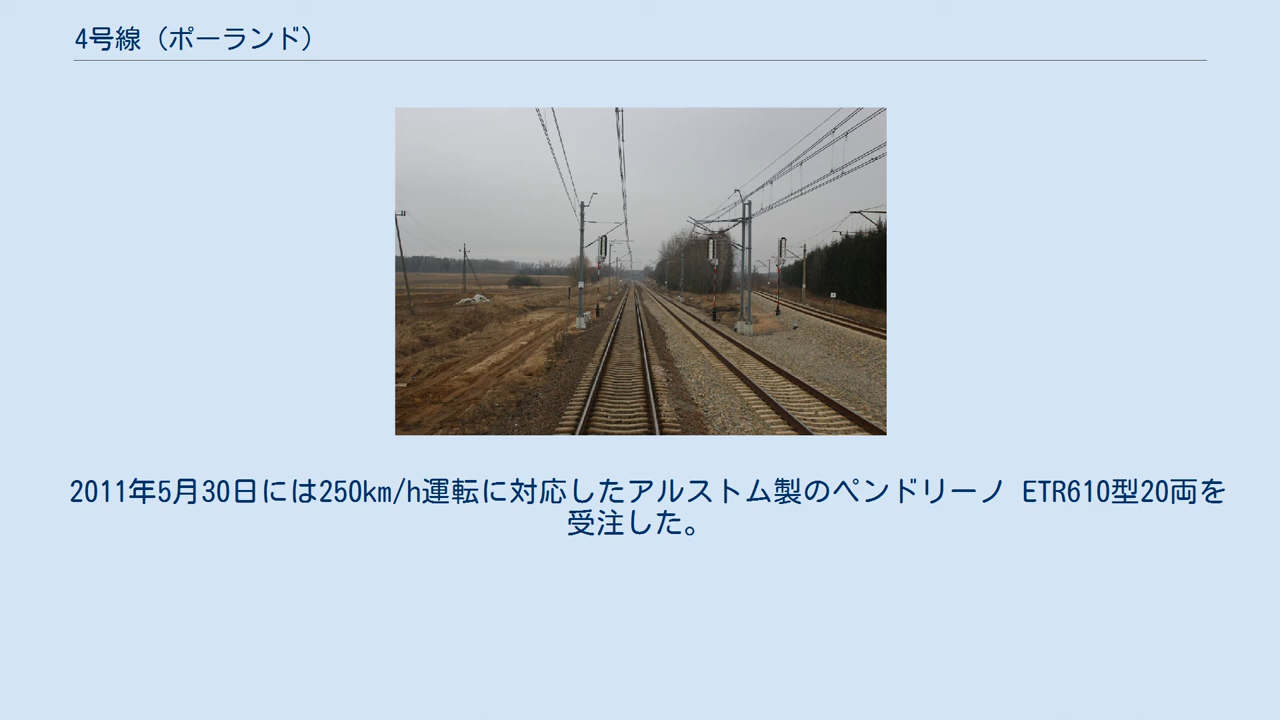 4号線（ポーランド）
2011年5月30日には250km/h運転に対応したアルストム製のペンドリーノ ETR610型20両を
受注した。